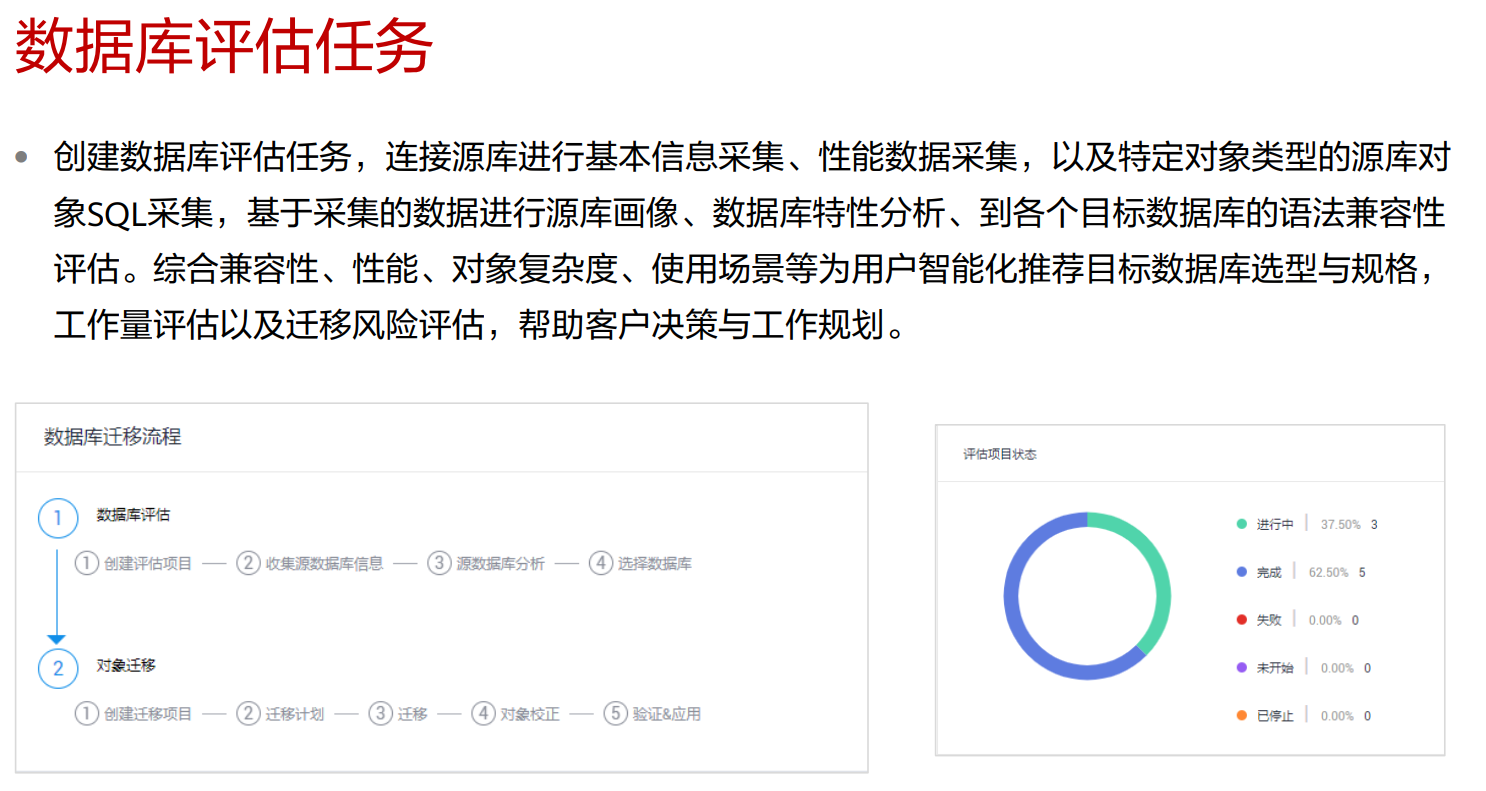 数据库评估任务
• 创建数据库评估任务，连接源库进行基本信息采集、性能数据采集，以及特定对象类型的源库对
象SQL采集，基于采集的数据进行源库画像、数据库特性分析、到各个目标数据库的语法兼容性
评估。综合兼容性、性能、对象复杂度、使用场景等为用户智能化推荐目标数据库选型与规格，
工作量评估以及迁移风险评估，帮助客户决策与工作规划。
数据库迁移流程
1 数据库评估
1 创建评估项目 2 收集源数据库信息 3 源数据库分析 4 选择数据库
2 对象迁移
1 创建迁移项目 2 迁移计划 3 迁移 4 对象校正 5 验证&应用
评估项目状态
进行中 37.50% 3
完成 62.50% 5
失败 0.00% 0
未开始 0.00% 0
已停止 0.00% 0